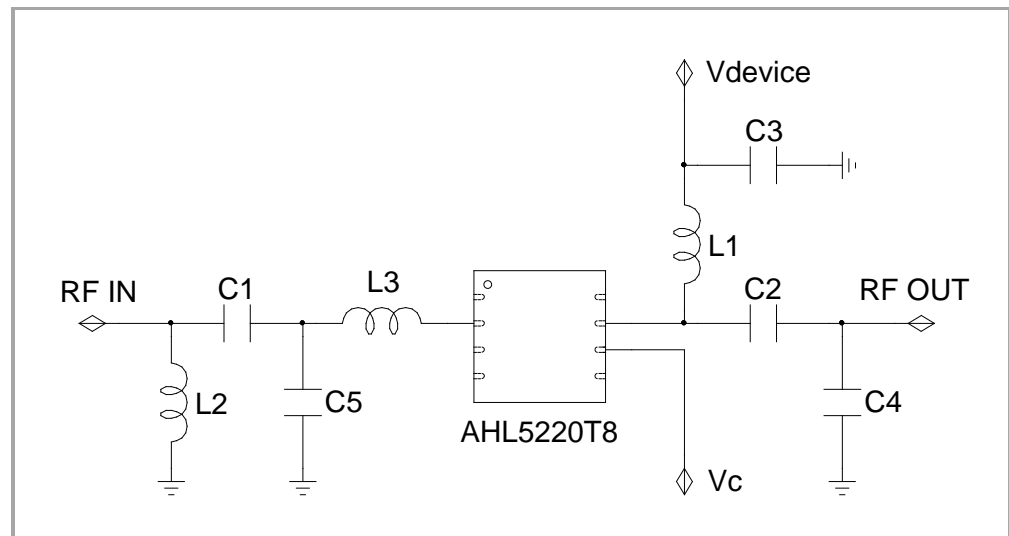 Vdevice
C3
L1
RF IN
C1
L3
C2
RF OUT
L2
C5
C4
AHL5220T8
Vc